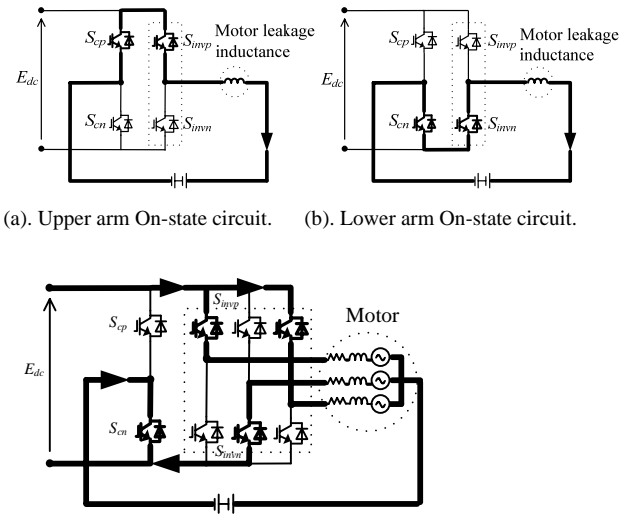 Motor leakage
inductance
Scp
Sinvp
Edc
Scn
Sinvn
Motor leakage
inductance
Scp
Sinvp
Edc
Scn
Sinvn
(a). Upper arm On-state circuit.
(b). Lower arm On-state circuit.
Sinvp
Scp
Motor
Edc
Scn
Sinvn